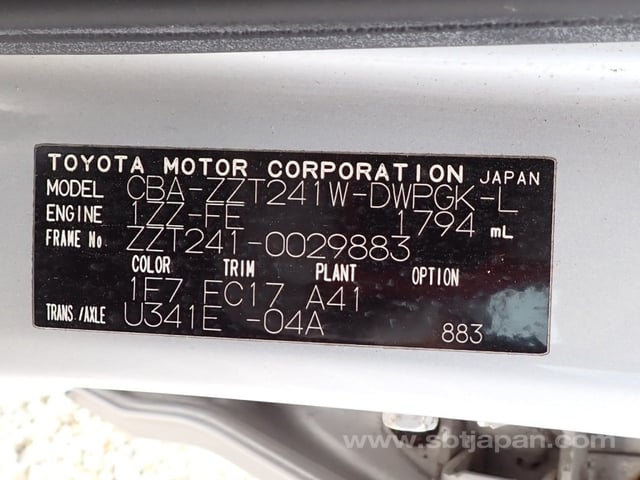 TOYOTA MOTOR CORPORATION JAPAN
MODEL CBA-ZZT241W-DWPGK-L
ENGINE 1ZZ-FE 1794 mL
FRAME No ZZT241-0029883
COLOR TRIM PLANT OPTION
1F7 FC17 A41
TRANS./AXLE U341E -04A 883
www.sbtjapan.com